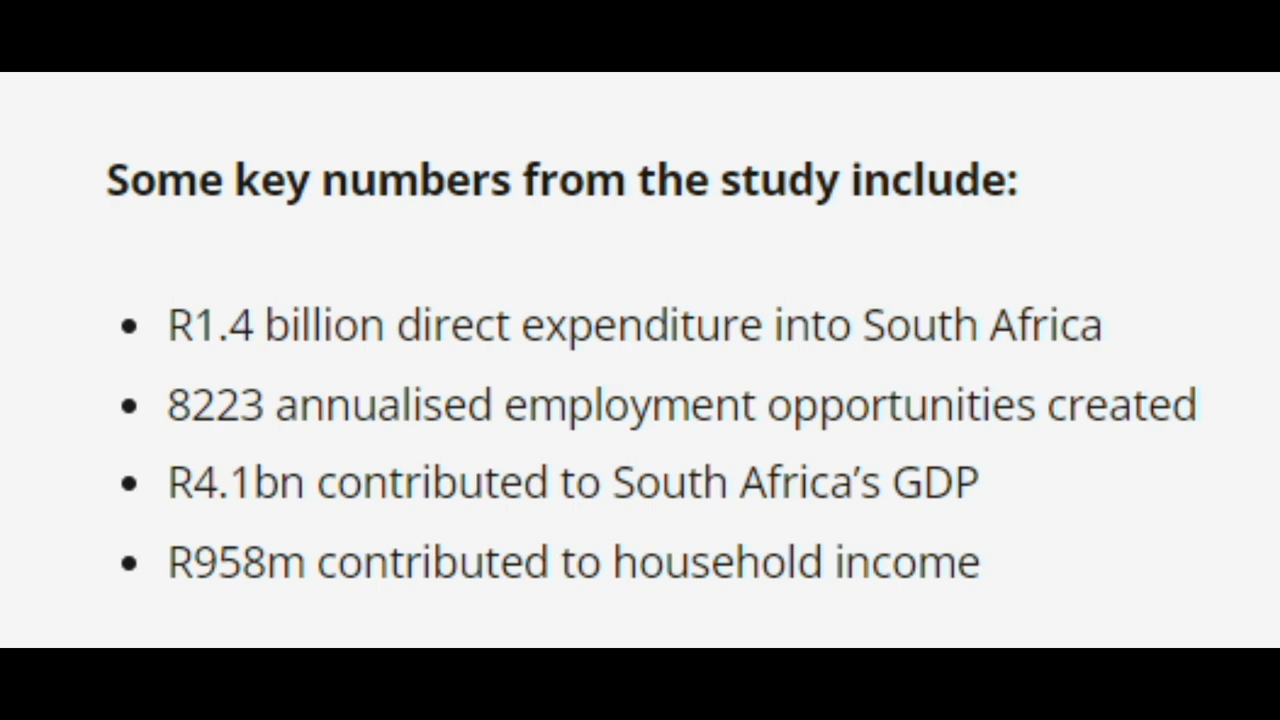 Some key numbers from the study include:
• R1.4 billion direct expenditure into South Africa
• 8223 annualised employment opportunities created
• R4.1bn contributed to South Africa’s GDP
• R958m contributed to household income